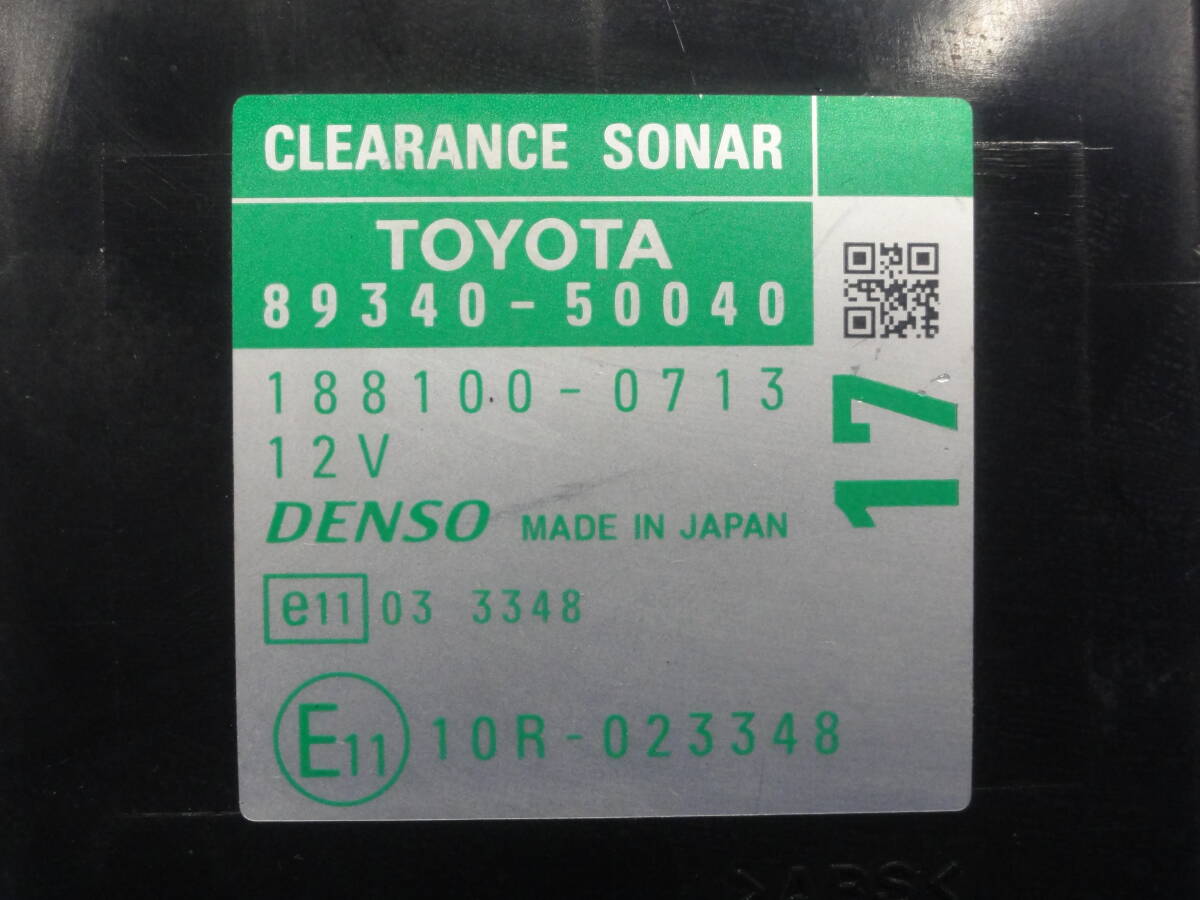 CLEARANCE SONAR
TOYOTA
89340-50040
188100-0713
12V
DENSO MADE IN JAPAN
e11 03 3348
E11 10R-023348
17
>ABS<